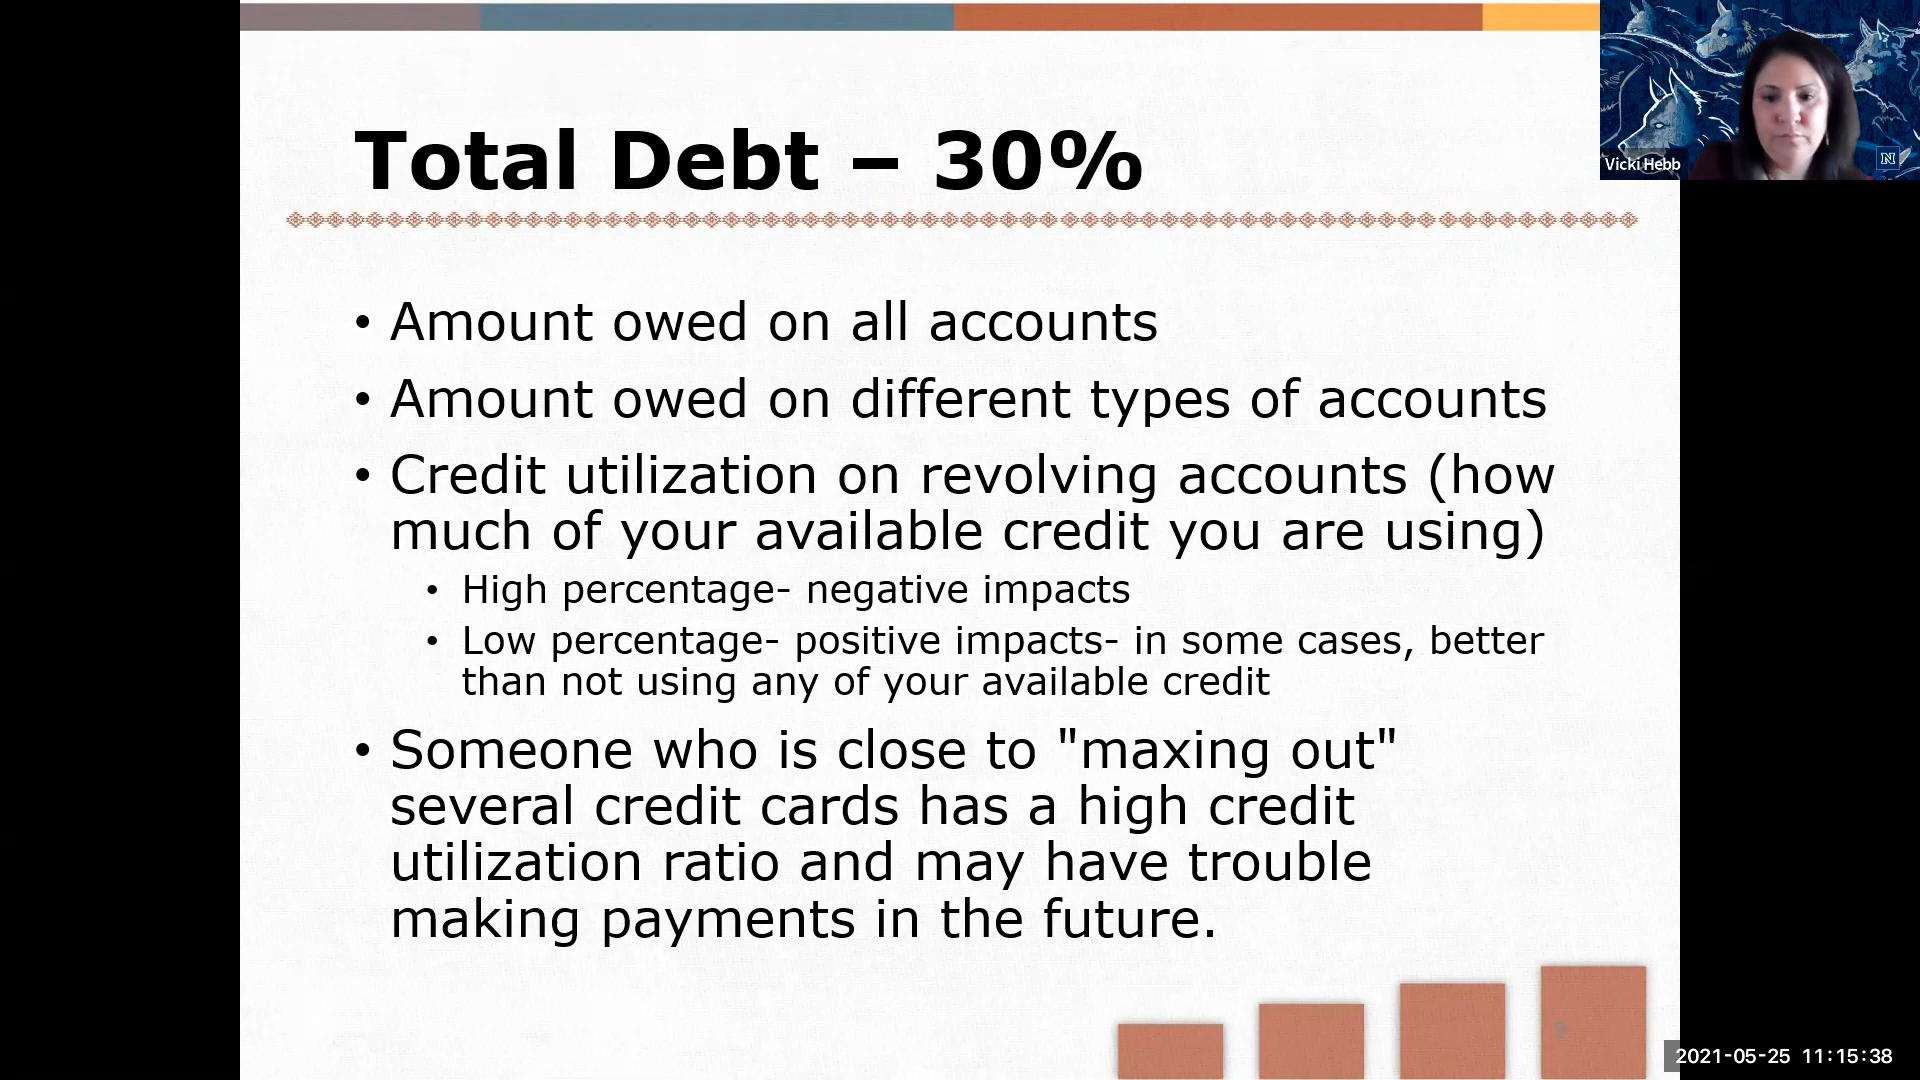 Total Debt – 30%
• Amount owed on all accounts
• Amount owed on different types of accounts
• Credit utilization on revolving accounts (how
much of your available credit you are using)
• High percentage- negative impacts
• Low percentage- positive impacts- in some cases, better
than not using any of your available credit
• Someone who is close to "maxing out"
several credit cards has a high credit
utilization ratio and may have trouble
making payments in the future.
Vicki Hebb
N
2021-05-25 11:15:38